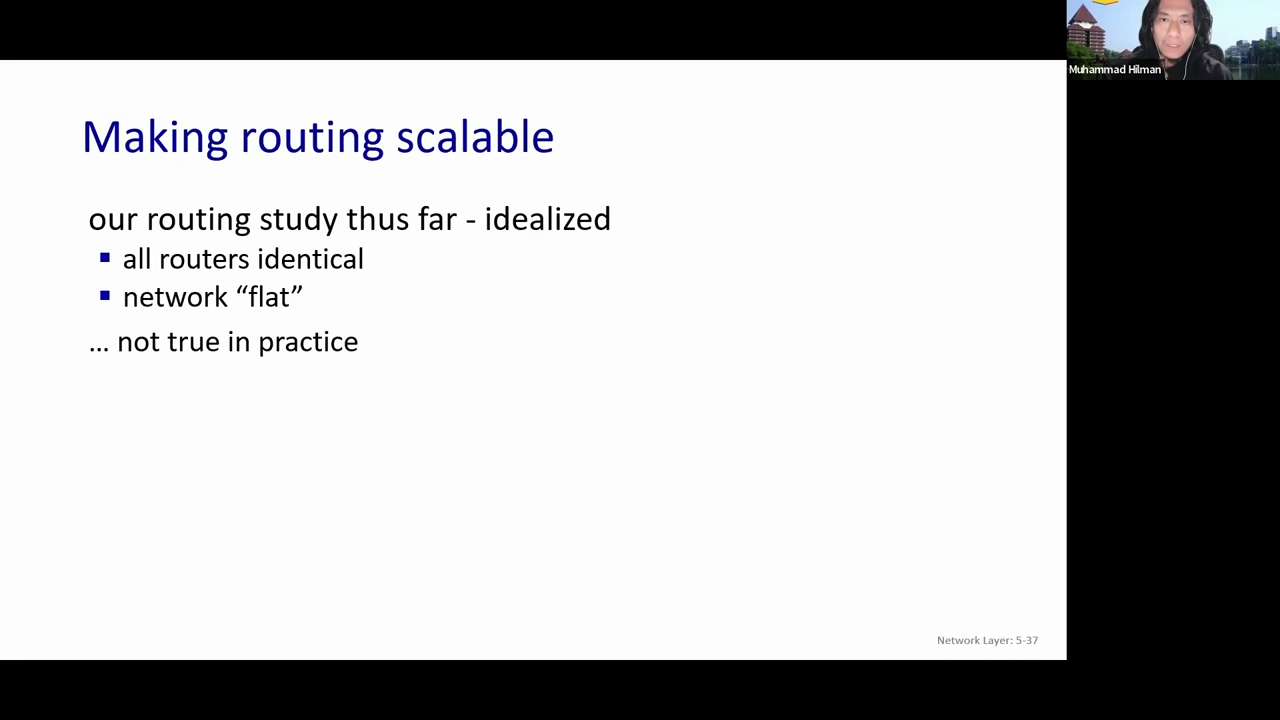 Muhammad Hilman
Making routing scalable
our routing study thus far - idealized
▪ all routers identical
▪ network “flat”
… not true in practice
Network Layer: 5-37